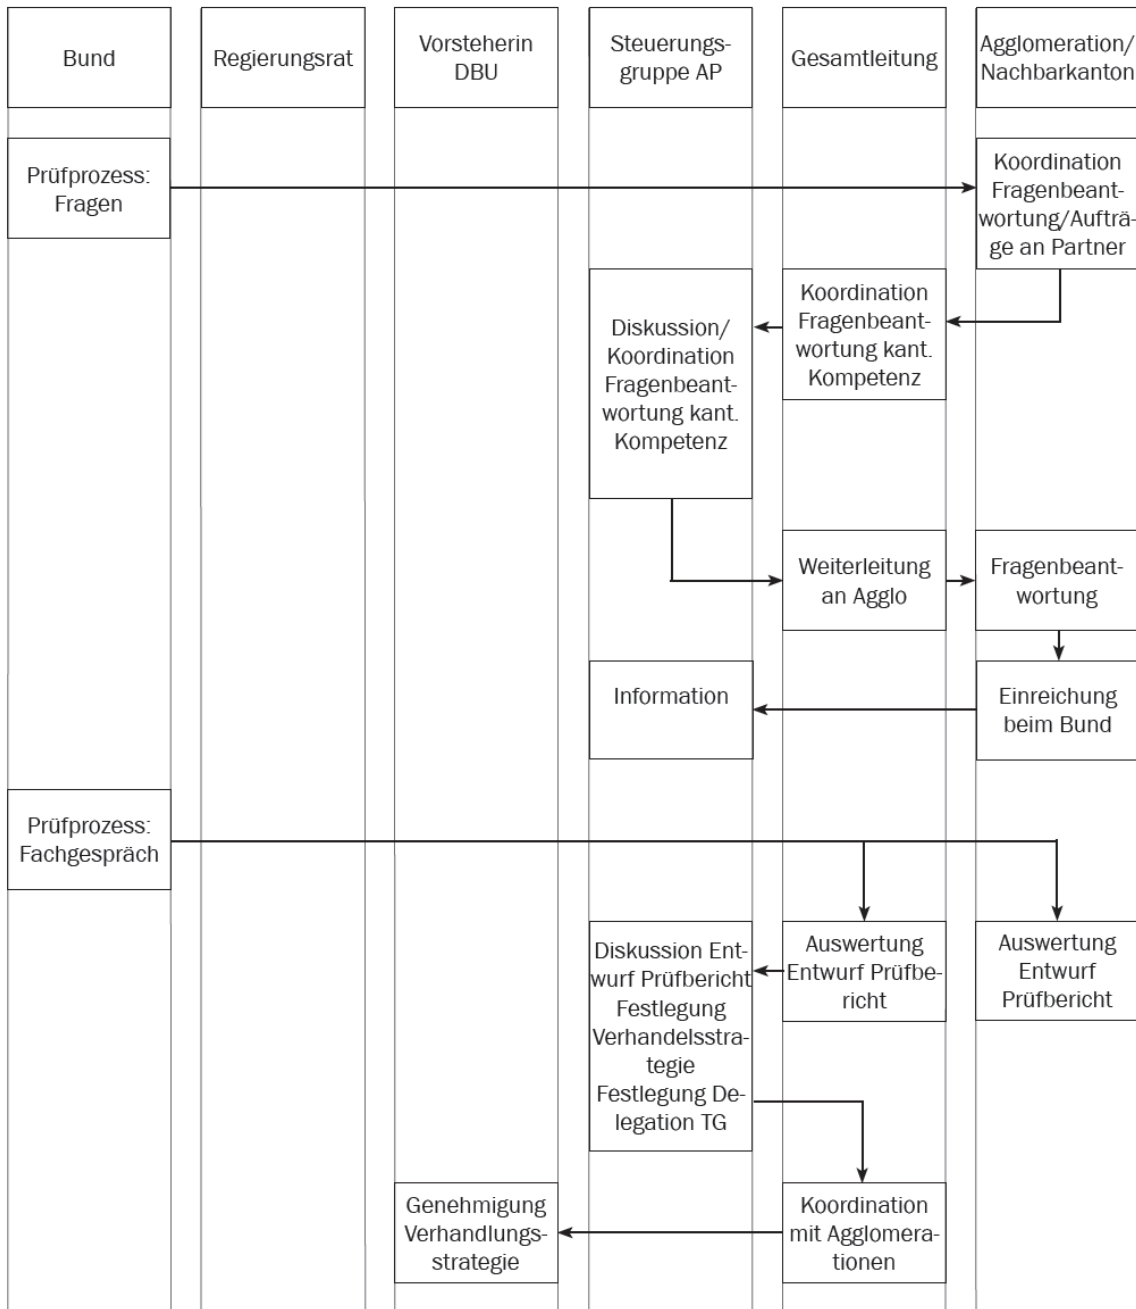 Bund
Regierungsrat
Vorsteherin
DBU
Steuerungs-
gruppe AP
Gesamtleitung
Agglomeration/
Nachbarkanton
Prüfprozess:
Fragen
Koordination
Fragenbeant-
wortung/Aufträ-
ge an Partner
Koordination
Fragenbeant-
wortung kant.
Kompetenz
Diskussion/
Koordination
Fragenbeant-
wortung kant.
Kompetenz
Weiterleitung
an Agglo
Fragenbeant-
wortung
Information
Einreichung
beim Bund
Prüfprozess:
Fachgespräch
Diskussion Ent-
wurf Prüfbericht
Festlegung
Verhandelsstra-
tegie
Festlegung De-
legation TG
Auswertung
Entwurf Prüfbe-
richt
Auswertung
Entwurf
Prüfbericht
Genehmigung
Verhandlungs-
strategie
Koordination
mit Agglomera-
tionen